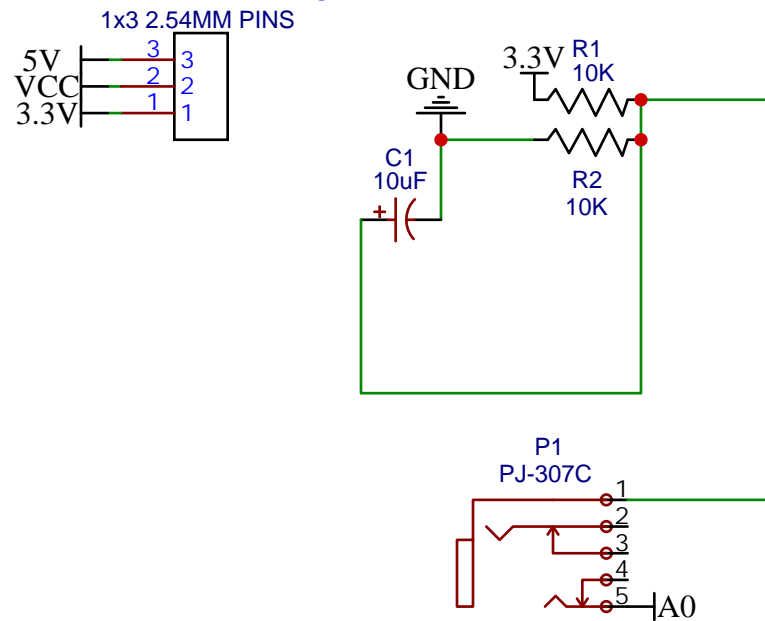 1x3 2.54MM PINS
5V
VCC
3.3V
3
2
1
3
2
1
GND
3.3V
R1
10K
C1
10uF
+
R2
10K
P1
PJ-307C
1
2
3
4
5
A0